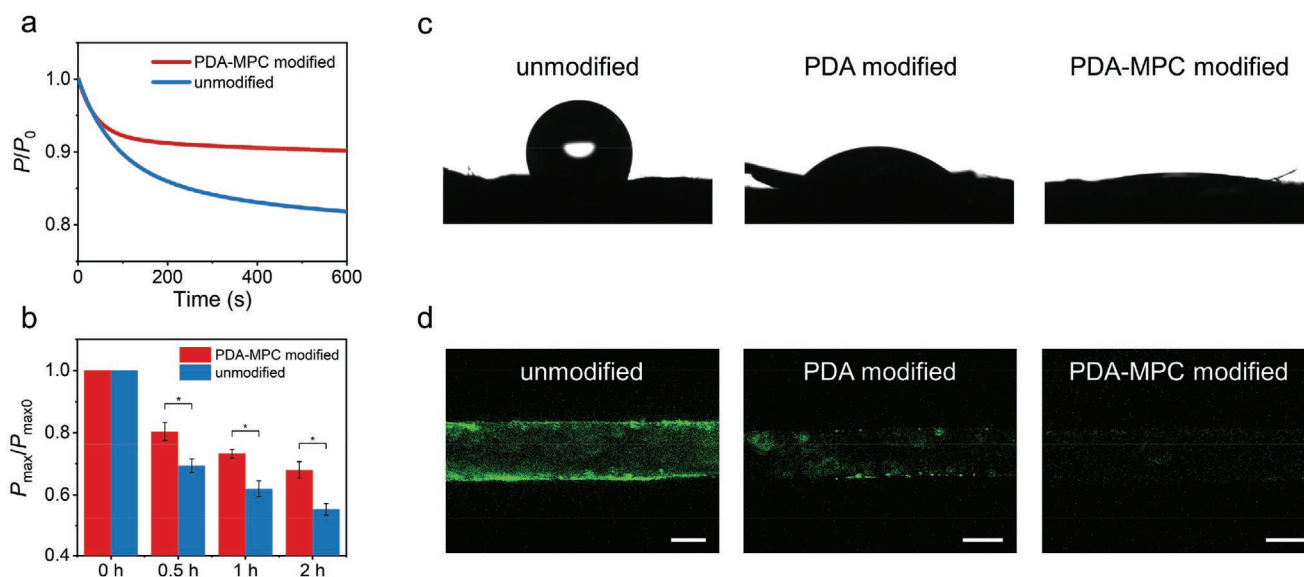 a
PDA-MPC modified
unmodified
1.0
0.9
0.8
P/P0
0
200
400
600
Time (s)
b
PDA-MPC modified
unmodified
1.0
0.8
0.6
0.4
Pmax/Pmax0
*
*
*
0 h
0.5 h
1 h
2 h
c
unmodified
PDA modified
PDA-MPC modified
d
unmodified
PDA modified
PDA-MPC modified